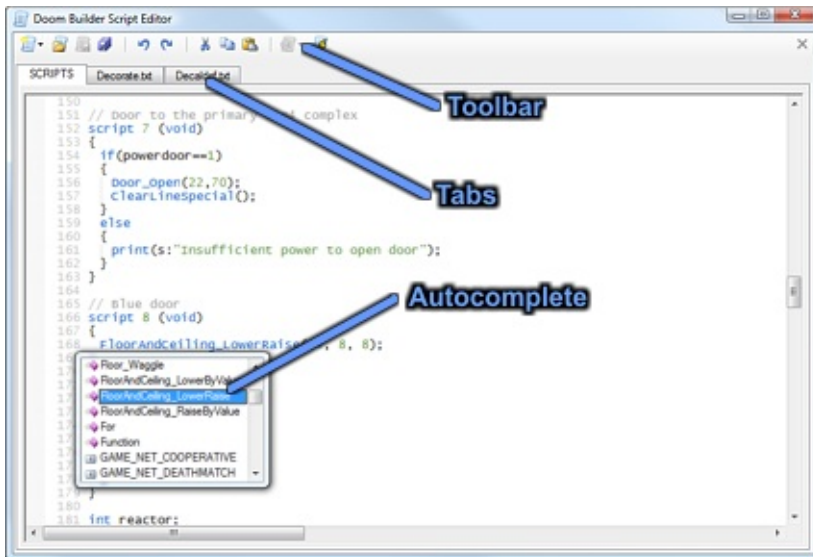 Doom Builder Script Editor
SCRIPTS Decorate.txt
Toolbar
Tabs
150
151 // Door to the primary complex
152 script 7 (void)
153 {
154 if(powerdoor==1)
155 {
156 Door_Open(22,70);
157 ClearLineSpecial();
158 }
159 else
160 {
161 print(s:"Insufficient power to open door");
162 }
163 }
164
165 // Blue door
166 script 8 (void)
167 {
168 FloorAndCeiling_LowerRaise( , 8, 8);
Autocomplete
Floor_Waggle
FloorAndCeiling_LowerByValue
FloorAndCeiling_LowerRaise
FloorAndCeiling_RaiseByValue
For
Function
GAME_NET_COOPERATIVE
GAME_NET_DEATHMATCH
179 }
180
181 int reactor;